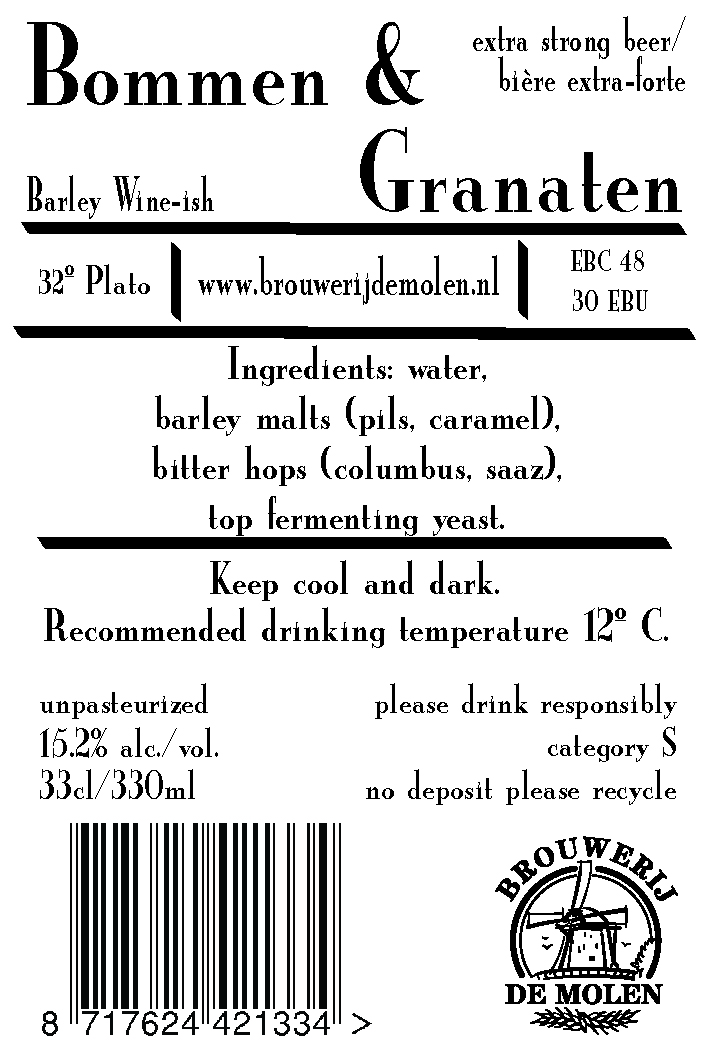 Bommen &
extra strong beer/
bière extra-forte
Granaten
Barley Wine-ish
32º Plato
www.brouwerijdemolen.nl
EBC 48
30 EBU
Ingredients: water,
barley malts (pils, caramel),
bitter hops (columbus, saaz),
top fermenting yeast.
Keep cool and dark.
Recommended drinking temperature 12º C.
unpasteurized
15.2% alc./vol.
33cl/330ml
please drink responsibly
category S
no deposit please recycle
8 717624 421334 >
BROUWERIJ
DE MOLEN